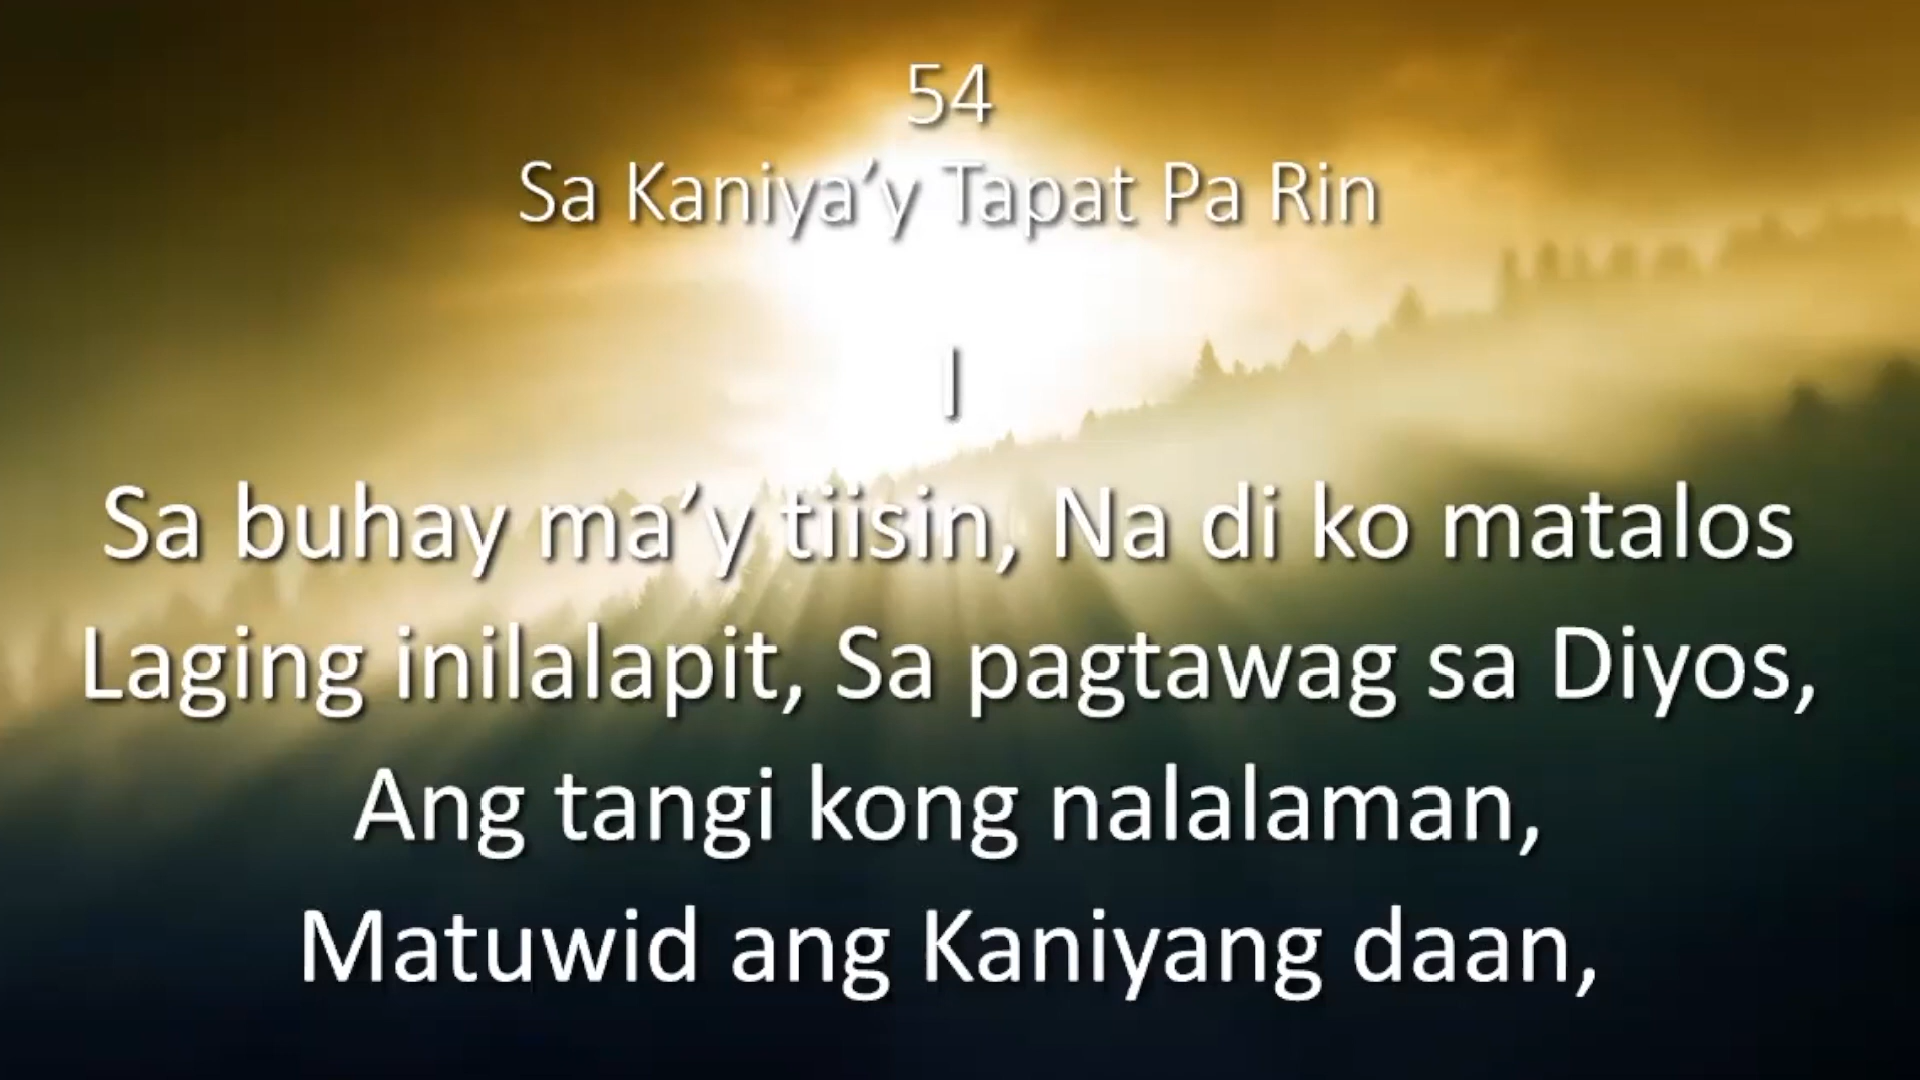 54
Sa Kaniya’y Tapat Pa Rin
I
Sa buhay ma’y tiisin, Na di ko matalos
Laging inilalapit, Sa pagtawag sa Diyos,
Ang tangi kong nalalaman,
Matuwid ang Kaniyang daan,